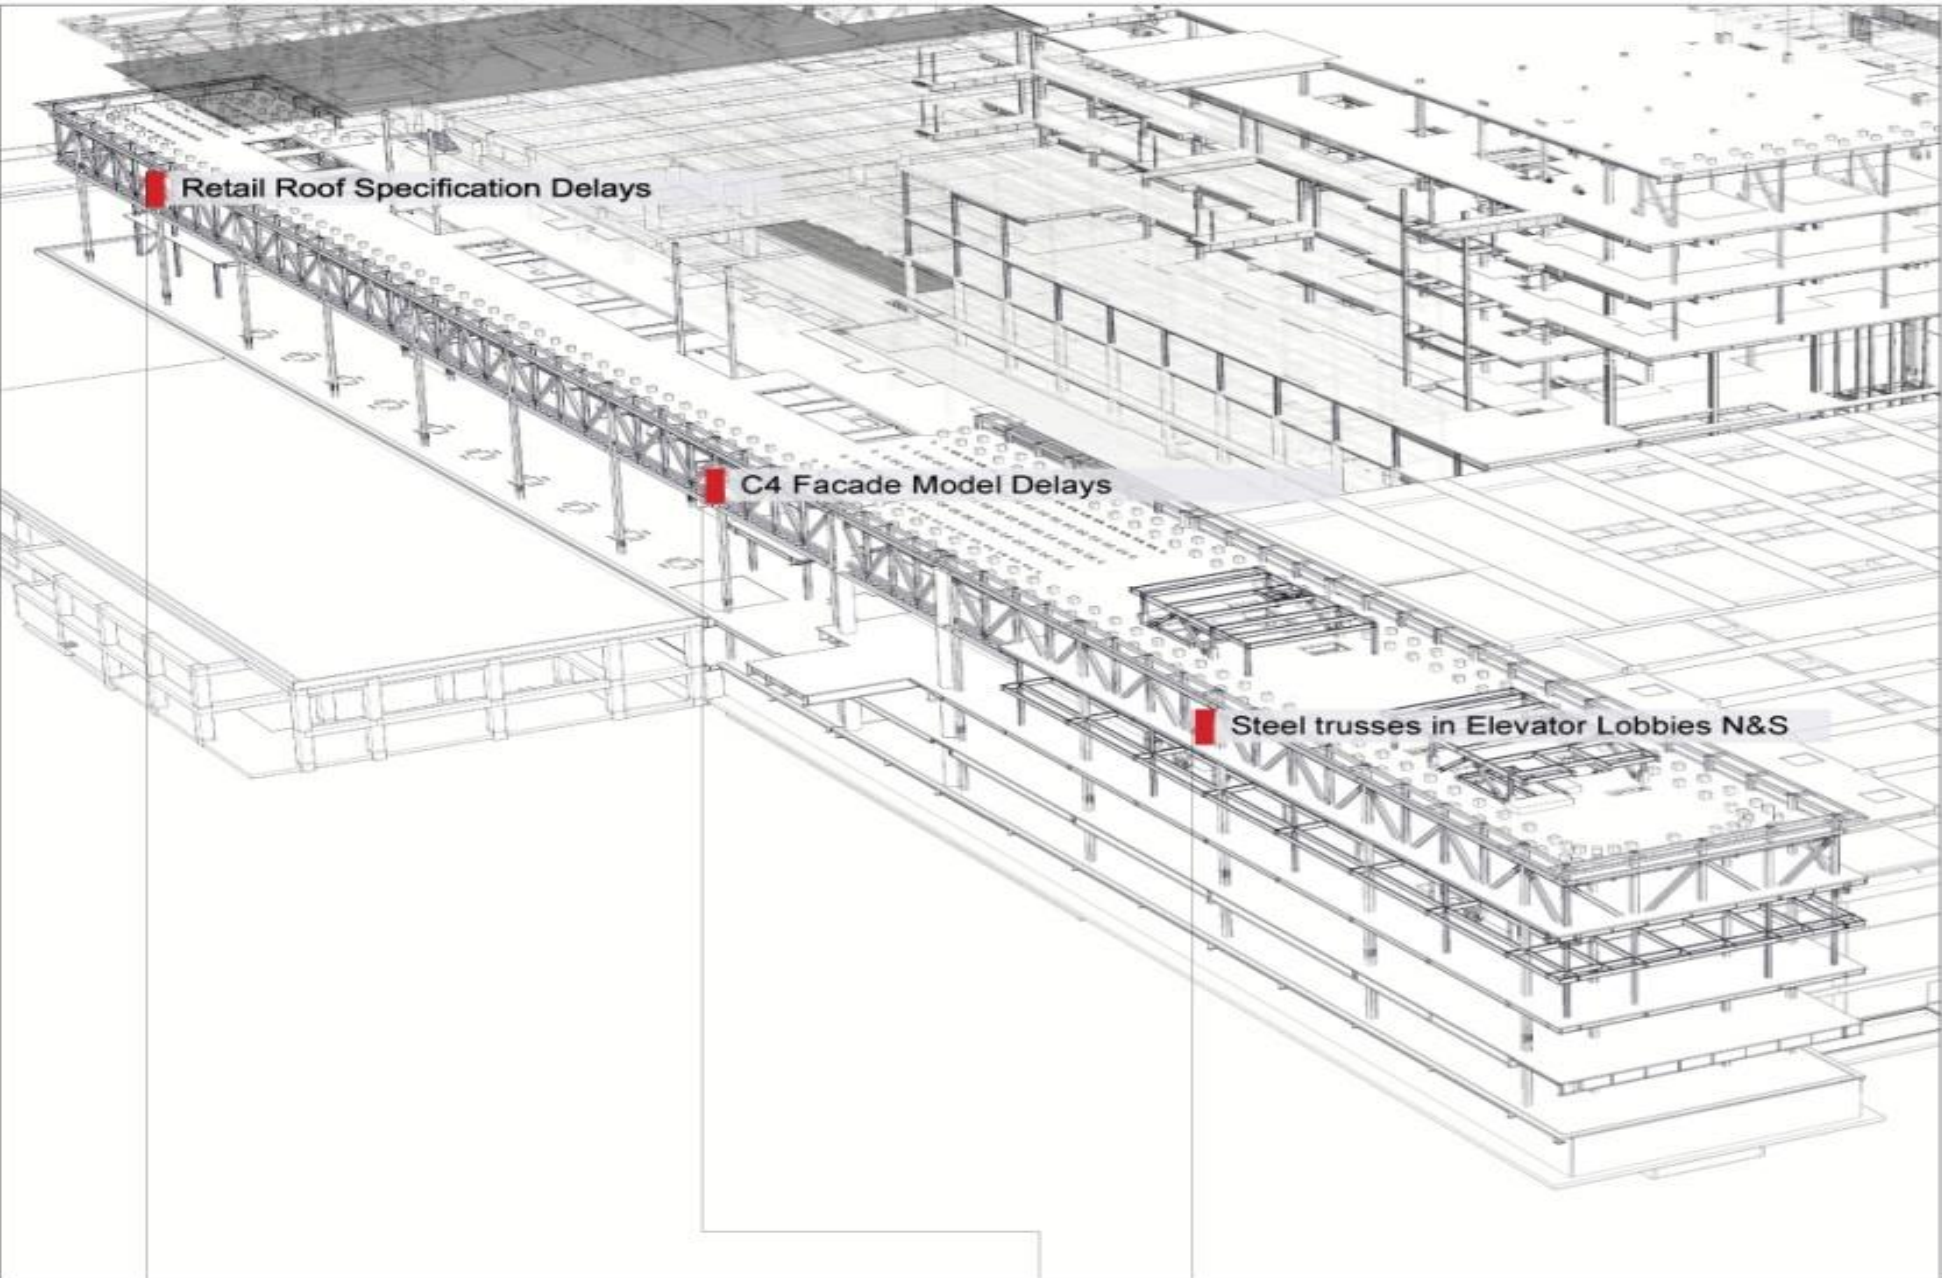 Retail Roof Specification Delays
C4 Facade Model Delays
Steel trusses in Elevator Lobbies N&S